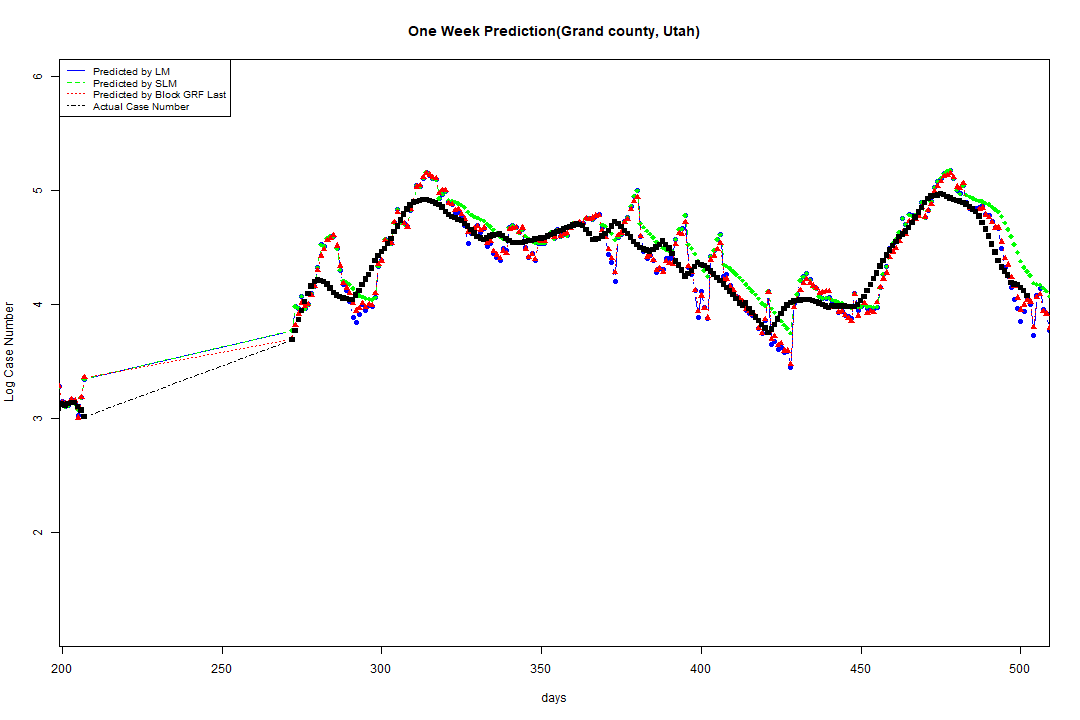 One Week Prediction(Grand county, Utah)
Predicted by LM
Predicted by SLM
Predicted by Block GRF Last
Actual Case Number
6
5
4
3
2
Log Case Number
200 250 300 350 400 450 500
days